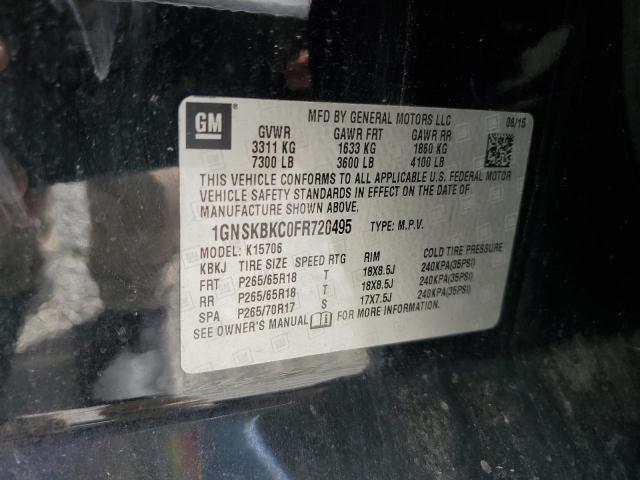 GM
MFD BY GENERAL MOTORS LLC
06/15
GVWR GAWR FRT GAWR RR
3311 KG 1633 KG 1860 KG
7300 LB 3600 LB 4100 LB
THIS VEHICLE CONFORMS TO ALL APPLICABLE U.S. FEDERAL MOTOR
VEHICLE SAFETY STANDARDS IN EFFECT ON THE DATE OF
MANUFACTURE SHOWN ABOVE.
1GNSKBKC0FR720495 TYPE: M.P.V.
MODEL: K15706
KBKJ TIRE SIZE SPEED RTG RIM COLD TIRE PRESSURE
FRT P265/65R18 T 18X8.5J 240KPA(35PSI)
RR P265/65R18 T 18X8.5J 240KPA(35PSI)
SPA P265/70R17 S 17X7.5J 240KPA(35PSI)
SEE OWNER'S MANUAL FOR ADDITIONAL INFORMATION.